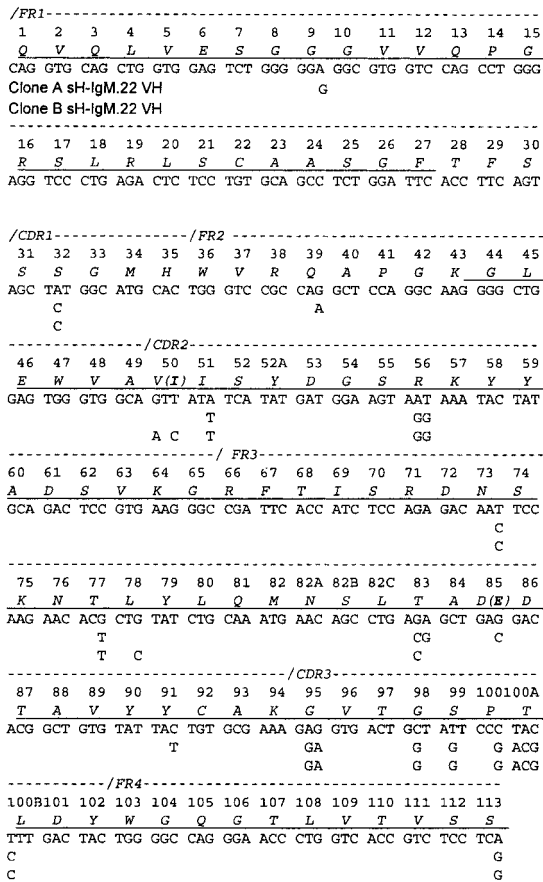 /FR1
1 2 3 4 5 6 7 8 9 10 11 12 13 14 15
Q V Q L V E S G G G V V Q P G
CAG GTG CAG CTG GTG GAG TCT GGG GGA GGC GTG GTC CAG CCT GGG
Clone A sH-IgM.22 VH G
Clone B sH-IgM.22 VH
16 17 18 19 20 21 22 23 24 25 26 27 28 29 30
R S L R L S C A A S G F T F S
AGG TCC CTG AGA CTC TCC TGT GCA GCC TCT GGA TTC ACC TTC AGT
/CDR1 /FR2
31 32 33 34 35 36 37 38 39 40 41 42 43 44 45
S S G M H W V R Q A P G K G L
AGC TAT GGC ATG CAC TGG GTC CGC CAG GCT CCA GGC AAG GGG CTG
C A
C
/CDR2
46 47 48 49 50 51 52 52A 53 54 55 56 57 58 59
E W V A V(I) I S Y D G S R K Y Y
GAG TGG GTG GCA GTT ATA TCA TAT GAT GGA AGT AAT AAA TAC TAT
T GG
A C T GG
/ FR3
60 61 62 63 64 65 66 67 68 69 70 71 72 73 74
A D S V K G R F T I S R D N S
GCA GAC TCC GTG AAG GGC CGA TTC ACC ATC TCC AGA GAC AAT TCC
C
C
75 76 77 78 79 80 81 82 82A 82B 82C 83 84 85 86
K N T L Y L Q M N S L T A D(E) D
AAG AAC ACG CTG TAT CTG CAA ATG AAC AGC CTG AGA GCT GAG GAC
T CG C
T C C
/CDR3
87 88 89 90 91 92 93 94 95 96 97 98 99 100 100A
T A V Y Y C A K G V T G S P T
ACG GCT GTG TAT TAC TGT GCG AAA GAG GTG ACT GCT ATT CCC TAC
T GA G G G ACG
GA G G G ACG
/FR4
100B 101 102 103 104 105 106 107 108 109 110 111 112 113
L D Y W G Q G T L V T V S S
TTT GAC TAC TGG GGC CAG GGA ACC CTG GTC ACC GTC TCC TCA
C G
C G